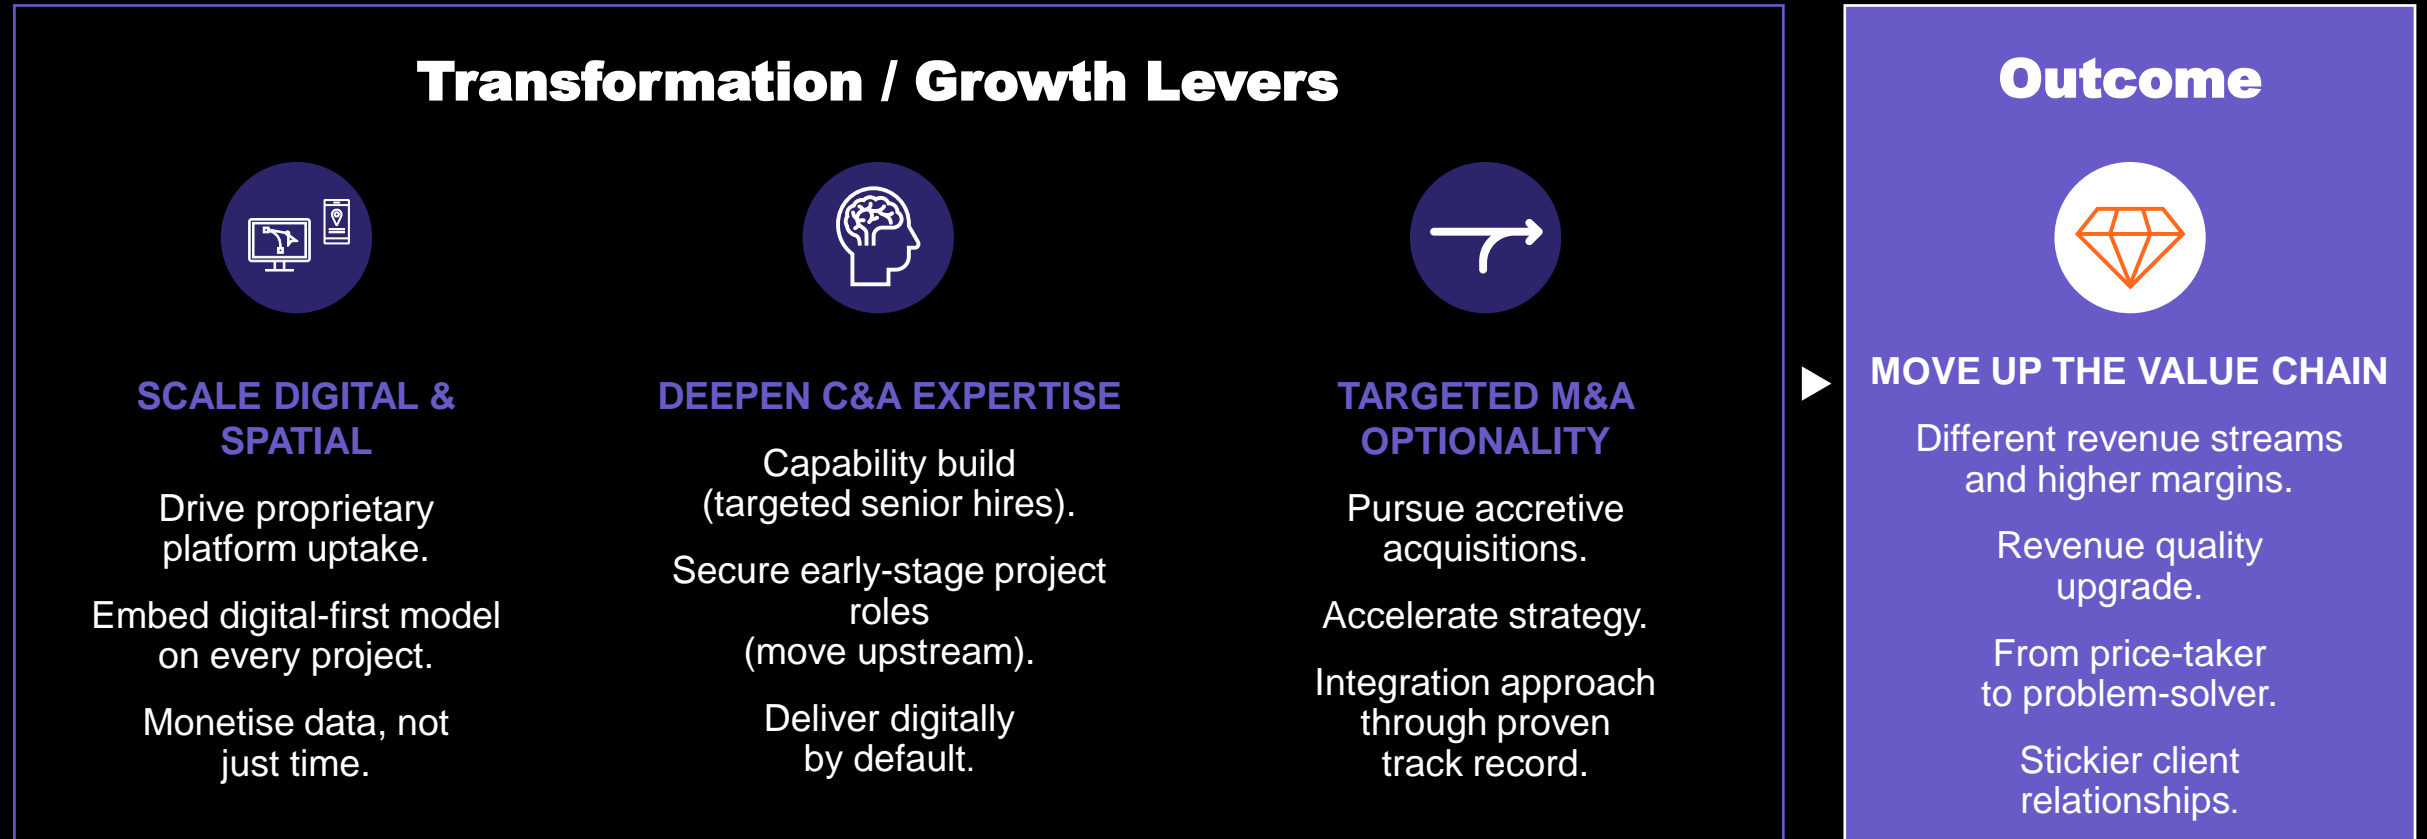 Transformation / Growth Levers
SCALE DIGITAL &
SPATIAL
Drive proprietary
platform uptake.
Embed digital-first model
on every project.
Monetise data, not
just time.
DEEPEN C&A EXPERTISE
Capability build
(targeted senior hires).
Secure early-stage project
roles
(move upstream).
Deliver digitally
by default.
TARGETED M&A
OPTIONALITY
Pursue accretive
acquisitions.
Accelerate strategy.
Integration approach
through proven
track record.
Outcome
MOVE UP THE VALUE CHAIN
Different revenue streams
and higher margins.
Revenue quality
upgrade.
From price-taker
to problem-solver.
Stickier client
relationships.